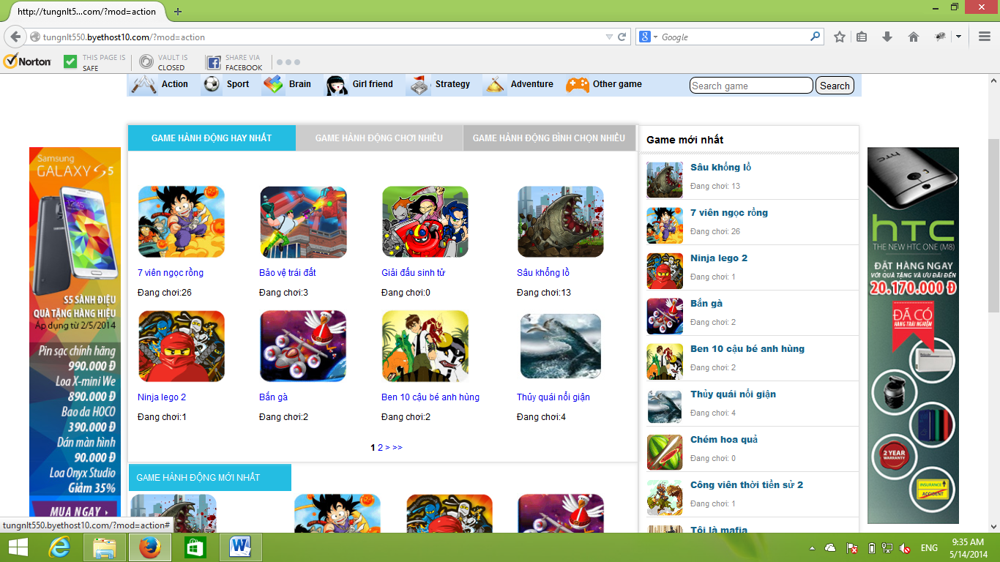 http://tungnlt5...com/?mod=action
tungnlt550.byethost10.com/?mod=action
Google
Norton
THIS PAGE IS
SAFE
VAULT IS
CLOSED
SHARE VIA
FACEBOOK
Action
Sport
Brain
Girl friend
Strategy
Adventure
Other game
Search game
Search
Samsung
GALAXY S5
S5 SÀNH ĐIỆU
QUÀ TẶNG HÀNG HIỆU
Áp dụng từ 2/5/2014
Pin sạc chính hãng
990.000 Đ
Loa X-mini We
890.000 Đ
Bao da HOCO
390.000 Đ
Dán màn hình
90.000 Đ
Loa Onyx Studio
Giảm 35%
MUA NGAY
GAME HÀNH ĐỘNG HAY NHẤT
GAME HÀNH ĐỘNG CHƠI NHIỀU
GAME HÀNH ĐỘNG BÌNH CHỌN NHIỀU
7 viên ngọc rồng
Bảo vệ trái đất
Giải đấu sinh tử
Sâu khổng lồ
Đang chơi:26
Đang chơi:3
Đang chơi:0
Đang chơi:13
Ninja lego 2
Bắn gà
Ben 10 cậu bé anh hùng
Thủy quái nổi giận
Đang chơi:1
Đang chơi:2
Đang chơi:2
Đang chơi:4
1 2 > >>
GAME HÀNH ĐỘNG MỚI NHẤT
Game mới nhất
Sâu khổng lồ
Đang chơi: 13
7 viên ngọc rồng
Đang chơi: 26
Ninja lego 2
Đang chơi: 1
Bắn gà
Đang chơi: 2
Ben 10 cậu bé anh hùng
Đang chơi: 2
Thủy quái nổi giận
Đang chơi: 4
Chém hoa quả
Đang chơi: 0
Công viên thời tiền sử 2
Đang chơi: 1
Tôi là mafia
hTC
hTC
THE NEW HTC ONE (M8)
ĐẶT HÀNG NGAY
VỚI QUÀ TẶNG VÀ ƯU ĐÃI ĐẾN
20.170.000 Đ
ĐÃ CÓ
HÀNG TRẢI NGHIỆM
2 YEAR
WARRANTY
INSURANCE
ACCIDENT
tungnlt550.byethost10.com/?mod=action#
ENG
9:35 AM
5/14/2014